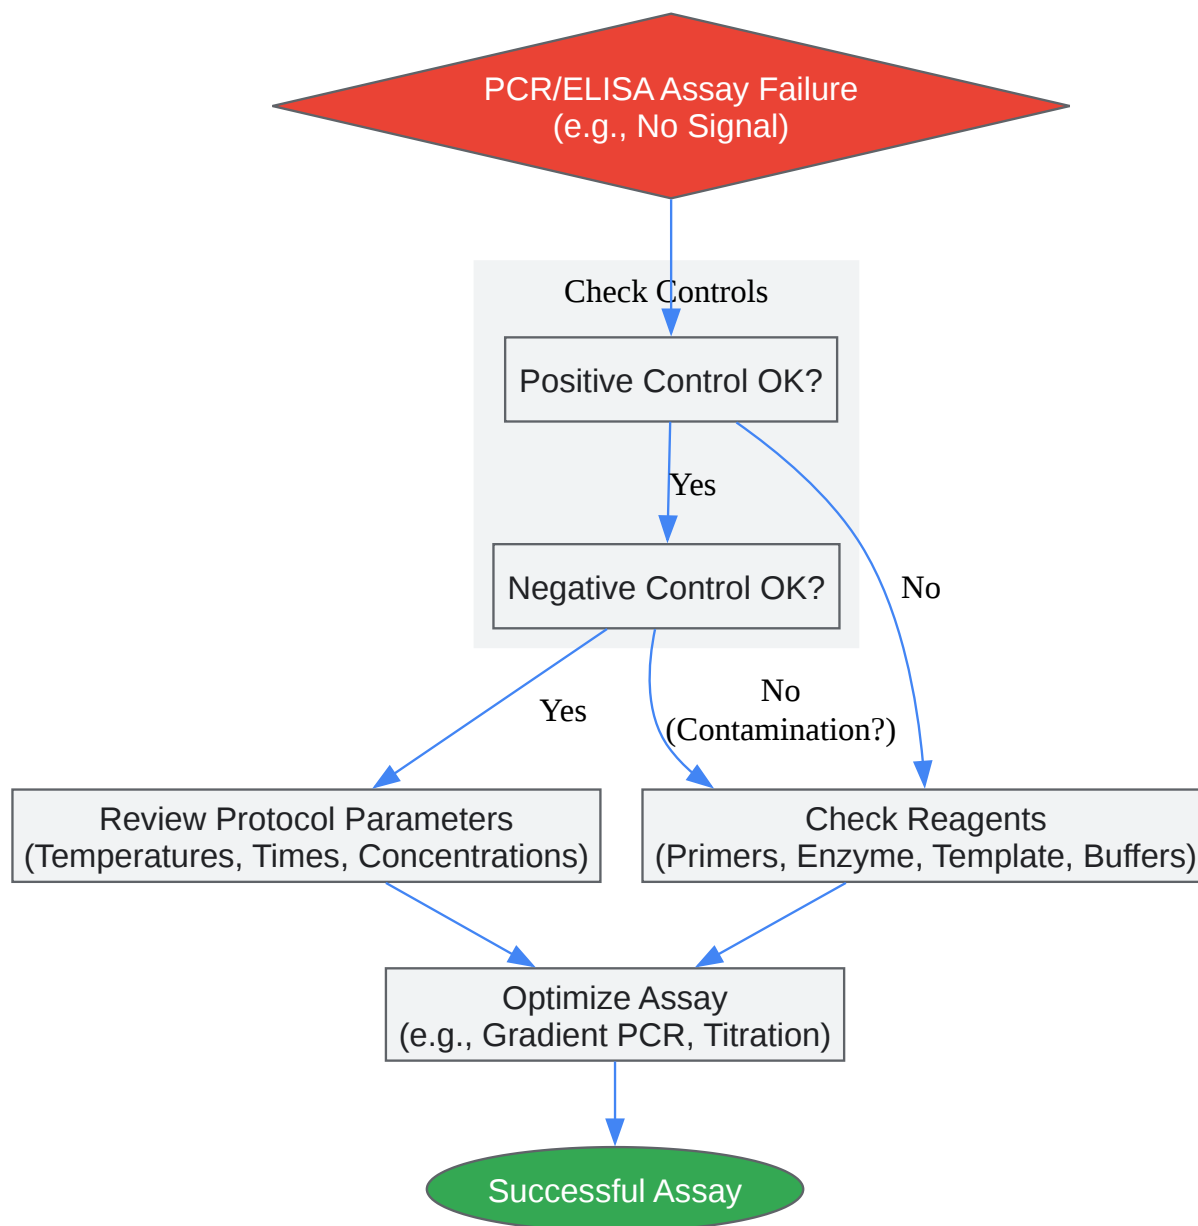 PCR/ELISA Assay Failure
(e.g., No Signal)
Check Controls
Positive Control OK?
Yes
Negative Control OK?
No
No
(Contamination?)
Yes
Review Protocol Parameters
(Temperatures, Times, Concentrations)
Check Reagents
(Primers, Enzyme, Template, Buffers)
Optimize Assay
(e.g., Gradient PCR, Titration)
Successful Assay